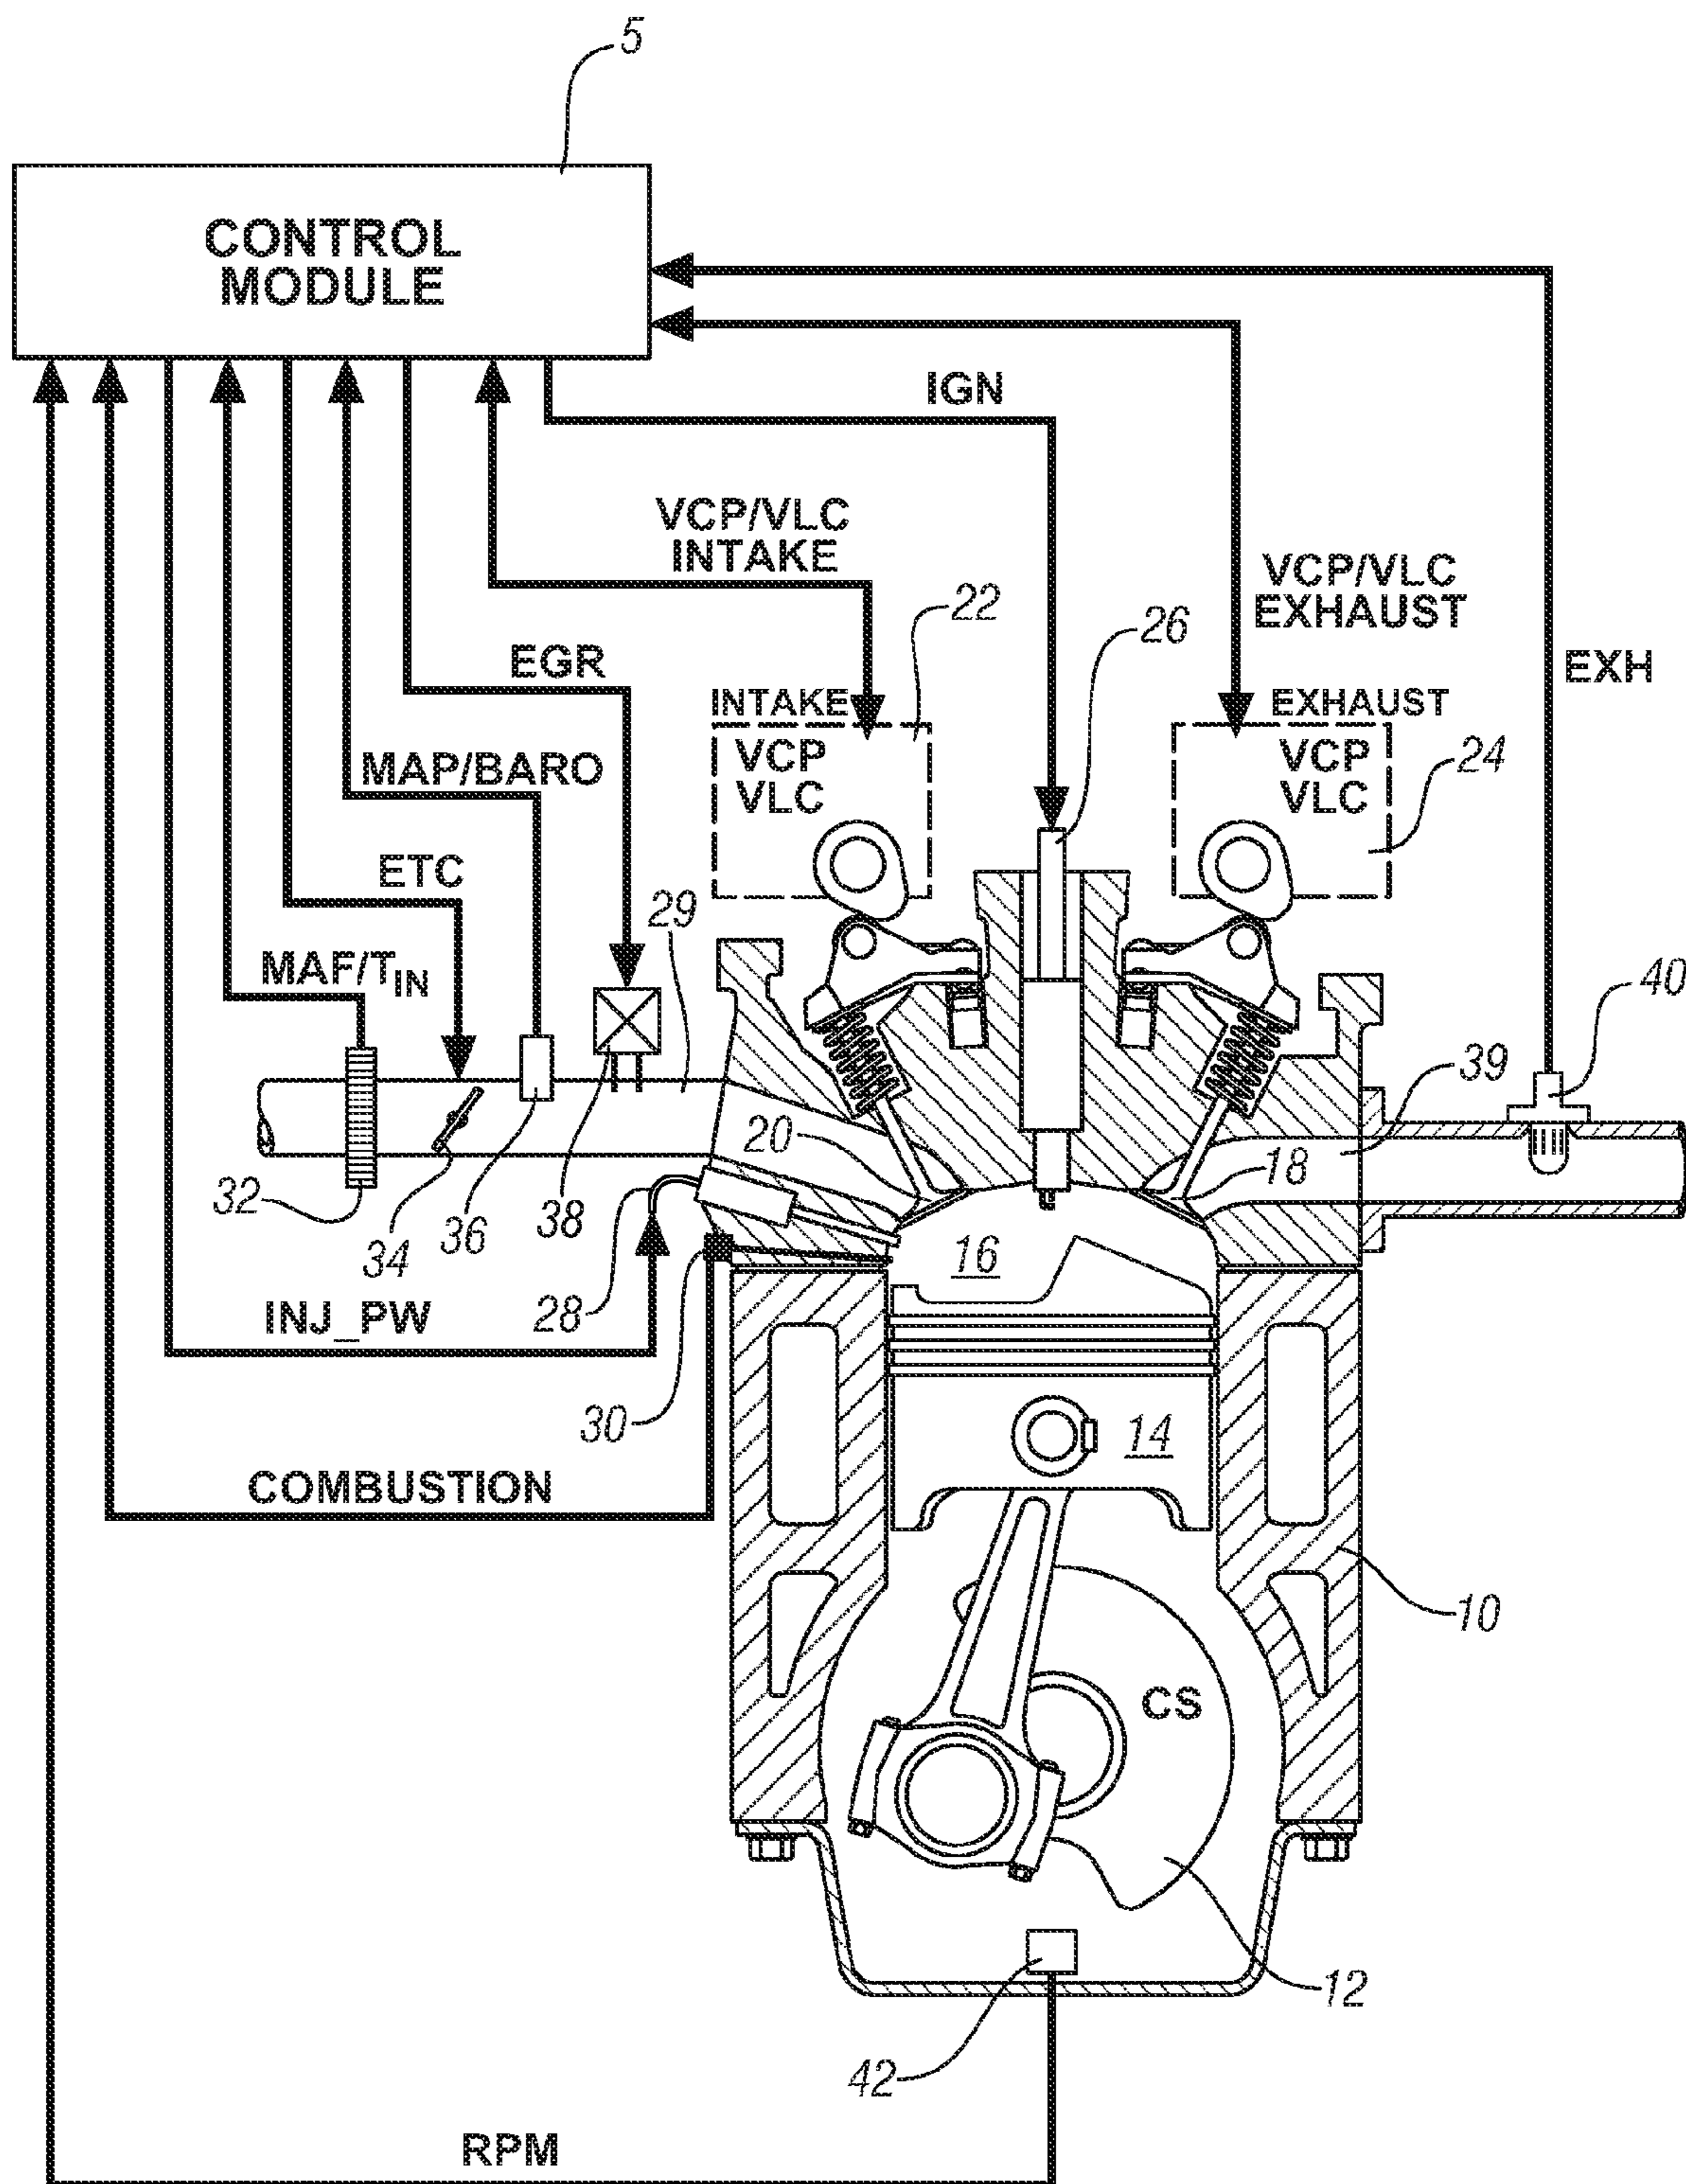 5
CONTROL
MODULE
IGN
VCP/VLC
INTAKE
VCP/VLC
EXHAUST
22
26
EXH
EGR
INTAKE
VCP
VLC
EXHAUST
VCP
VLC
24
MAP/BARO
ETC
29
MAF/T_IN
40
39
20
18
32
34
36
38
28
16
INJ_PW
30
14
COMBUSTION
10
CS
12
42
RPM